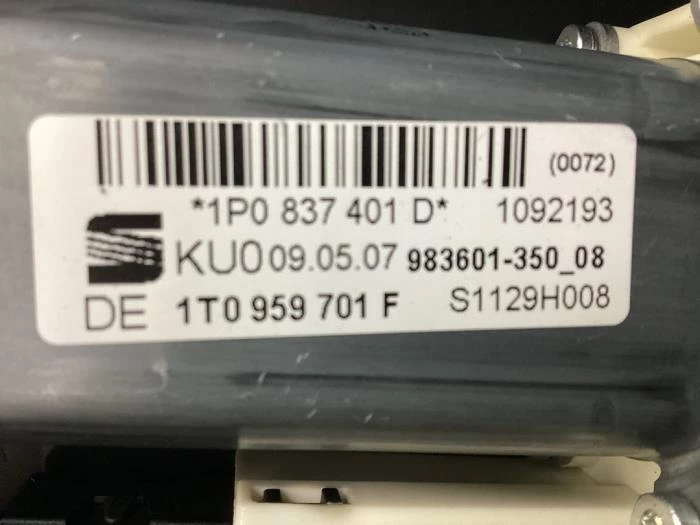 (0072)
*1P0 837 401 D* 1092193
KU0 09.05.07 983601-350_08
DE 1T0 959 701 F S1129H008